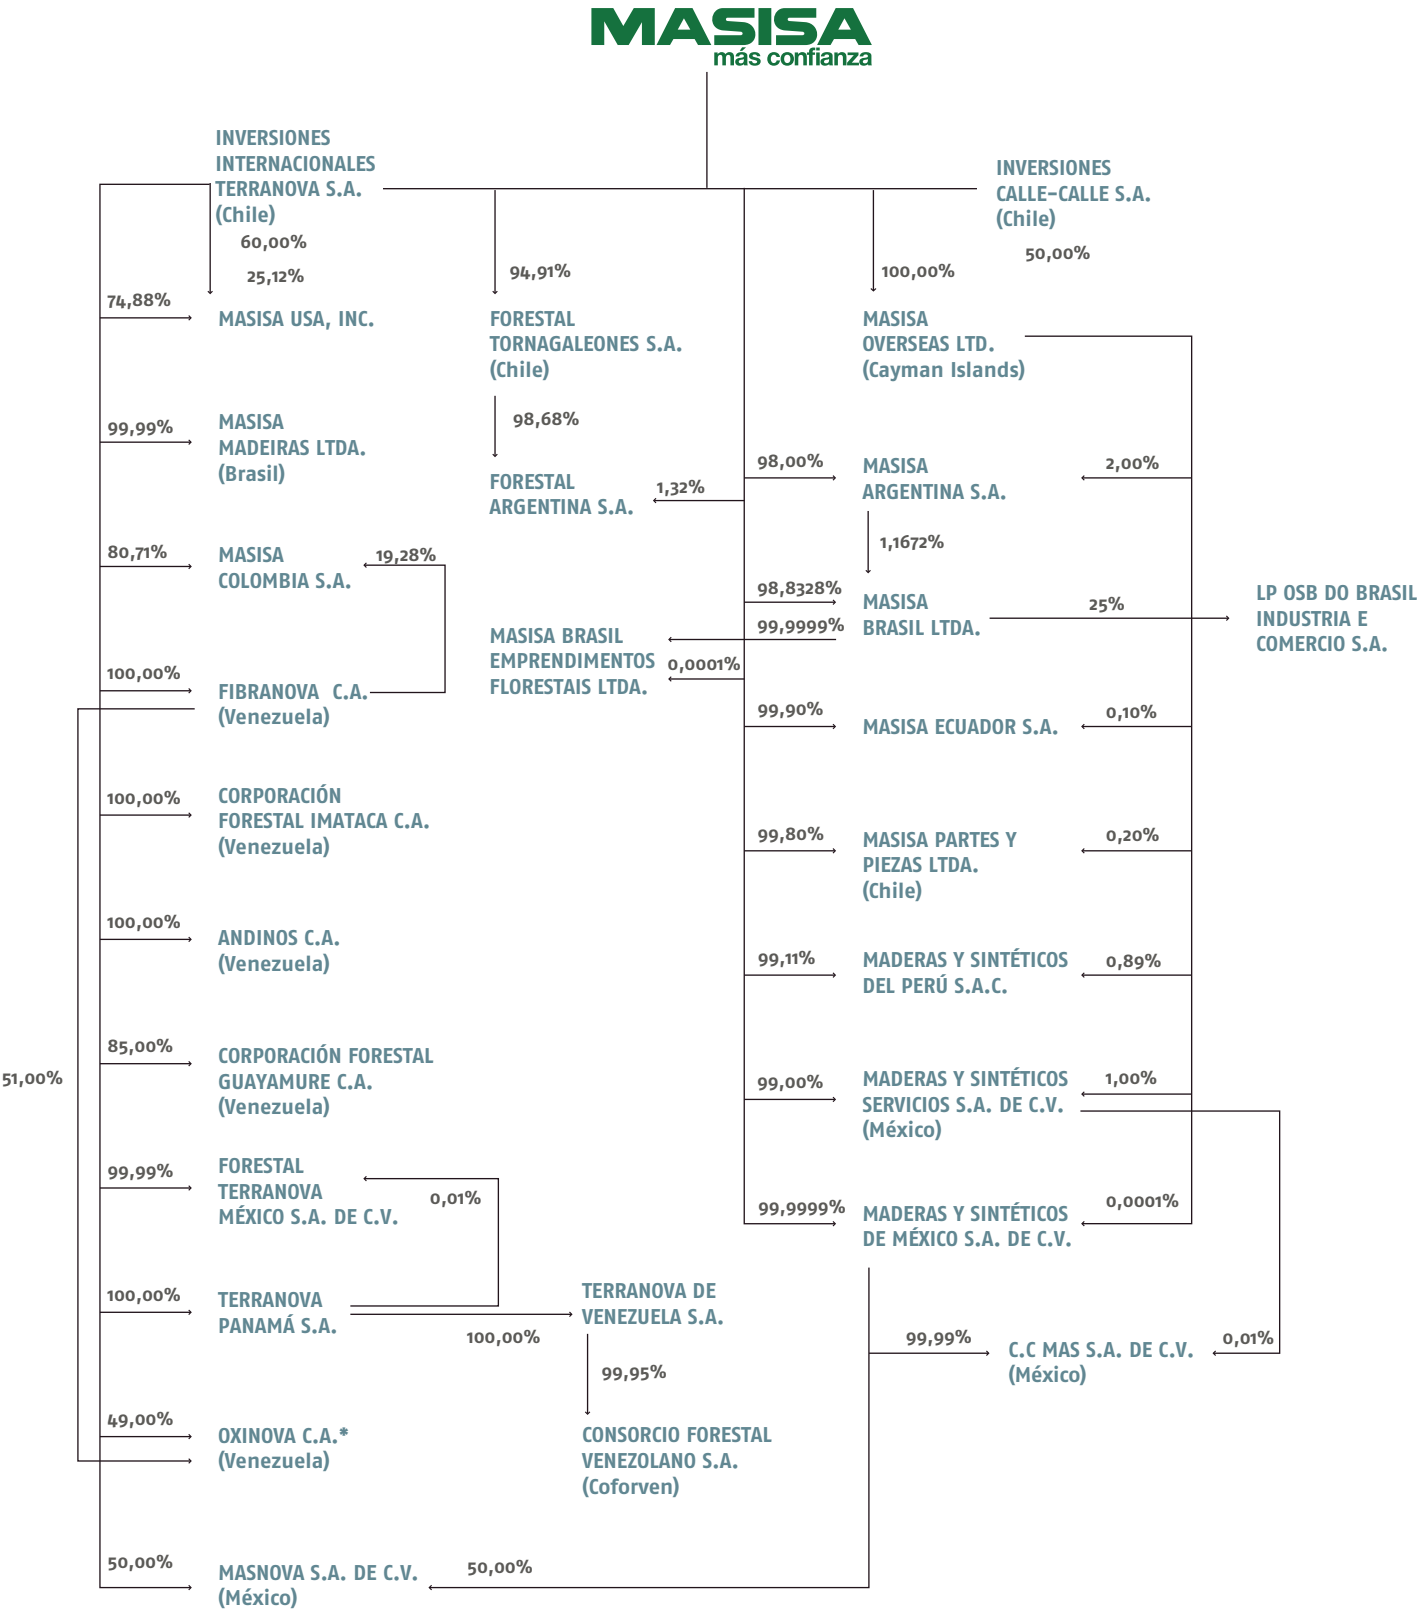 MASISA
más confianza
INVERSIONES
INTERNACIONALES
TERRANOVA S.A.
(Chile)
60,00%
25,12%
INVERSIONES
CALLE-CALLE S.A.
(Chile)
50,00%
94,91%
100,00%
74,88%
MASISA USA, INC.
FORESTAL
TORNAGALEONES S.A.
(Chile)
MASISA
OVERSEAS LTD.
(Cayman Islands)
98,68%
99,99%
MASISA
MADEIRAS LTDA.
(Brasil)
FORESTAL
ARGENTINA S.A.
1,32%
98,00%
MASISA
ARGENTINA S.A.
2,00%
1,1672%
80,71%
MASISA
COLOMBIA S.A.
19,28%
98,8328%
99,9999%
MASISA
BRASIL LTDA.
25%
LP OSB DO BRASIL
INDUSTRIA E
COMERCIO S.A.
MASISA BRASIL
EMPRENDIMENTOS
FLORESTAIS LTDA.
0,0001%
100,00%
FIBRANOVA C.A.
(Venezuela)
99,90%
MASISA ECUADOR S.A.
0,10%
100,00%
CORPORACIÓN
FORESTAL IMATACA C.A.
(Venezuela)
99,80%
MASISA PARTES Y
PIEZAS LTDA.
(Chile)
0,20%
100,00%
ANDINOS C.A.
(Venezuela)
99,11%
MADERAS Y SINTÉTICOS
DEL PERÚ S.A.C.
0,89%
51,00%
85,00%
CORPORACIÓN FORESTAL
GUAYAMURE C.A.
(Venezuela)
99,00%
MADERAS Y SINTÉTICOS
SERVICIOS S.A. DE C.V.
(México)
1,00%
99,99%
FORESTAL
TERRANOVA
MÉXICO S.A. DE C.V.
0,01%
99,9999%
MADERAS Y SINTÉTICOS
DE MÉXICO S.A. DE C.V.
0,0001%
100,00%
TERRANOVA
PANAMÁ S.A.
100,00%
TERRANOVA DE
VENEZUELA S.A.
99,95%
99,99%
C.C MAS S.A. DE C.V.
(México)
0,01%
49,00%
OXINOVA C.A.*
(Venezuela)
CONSORCIO FORESTAL
VENEZOLANO S.A.
(Coforven)
50,00%
MASNOVA S.A. DE C.V.
(México)
50,00%